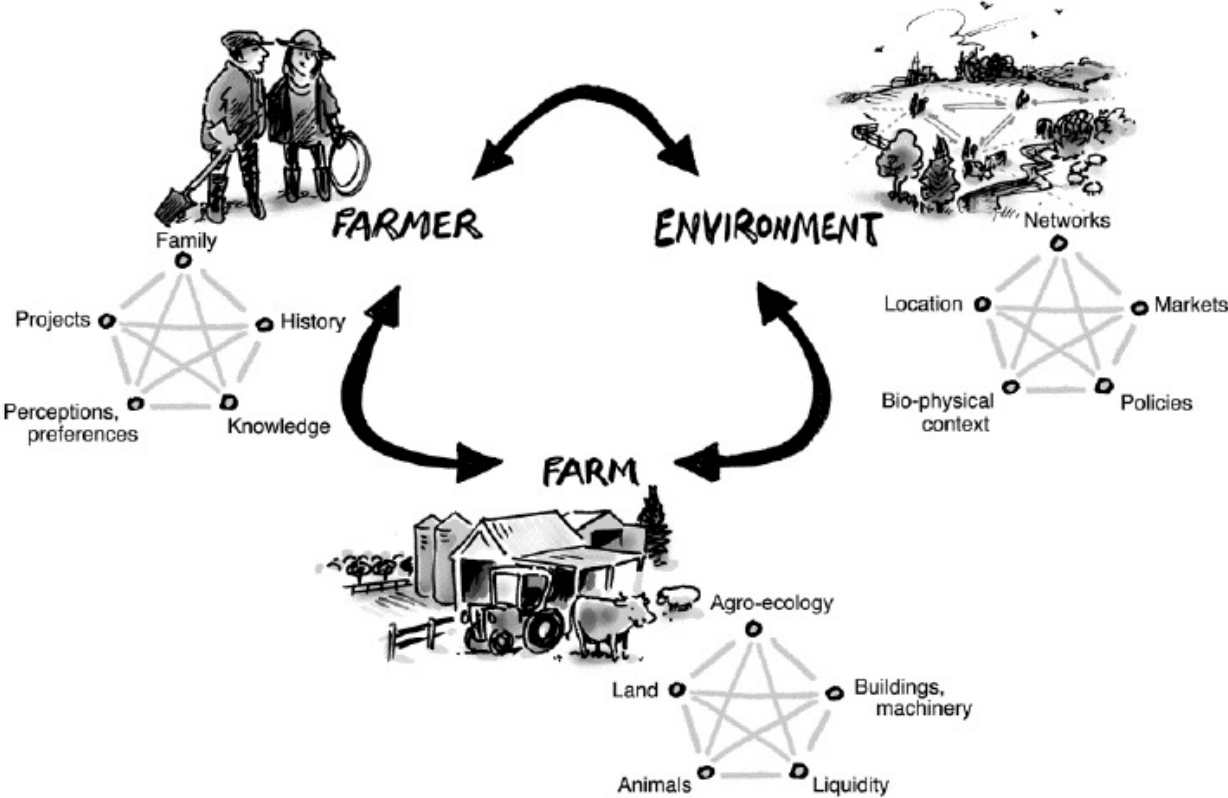 FARMER
ENVIRONMENT
Family
Projects
History
Perceptions,
preferences
Knowledge
Networks
Location
Markets
Bio-physical
context
Policies
FARM
Agro-ecology
Land
Buildings,
machinery
Animals
Liquidity